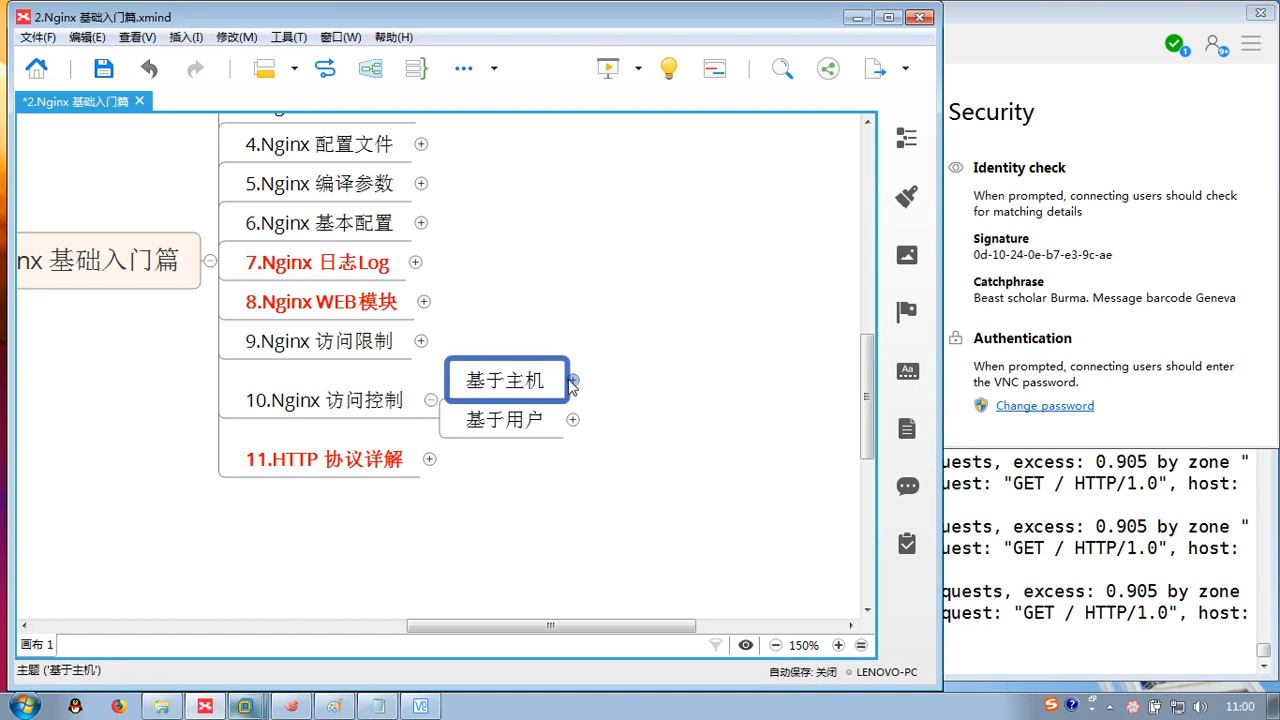 2.Nginx 基础入门篇.xmind
文件(F) 编辑(E) 查看(V) 插入(I) 修改(M) 工具(T) 窗口(W) 帮助(H)
*2.Nginx 基础入门篇
4.Nginx 配置文件
5.Nginx 编译参数
6.Nginx 基本配置
nx 基础入门篇
7.Nginx 日志Log
8.Nginx WEB模块
9.Nginx 访问限制
基于主机
10.Nginx 访问控制
基于用户
11.HTTP 协议详解
Aa
画布 1
150%
主题 ('基于主机')
自动保存: 关闭
LENOVO-PC
1
9+
Security
Identity check
When prompted, connecting users should check
for matching details
Signature
0d-10-24-0e-b7-e3-9c-ae
Catchphrase
Beast scholar Burma. Message barcode Geneva
Authentication
When prompted, connecting users should enter
the VNC password.
Change password
uests, excess: 0.905 by zone "
uest: "GET / HTTP/1.0", host:
uests, excess: 0.905 by zone "
uest: "GET / HTTP/1.0", host:
quests, excess: 0.905 by zone
quest: "GET / HTTP/1.0", host:
11:00